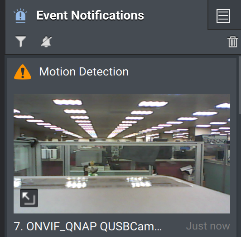 Event Notifications
Motion Detection
7. ONVIF_QNAP QUSBCam...
Just now